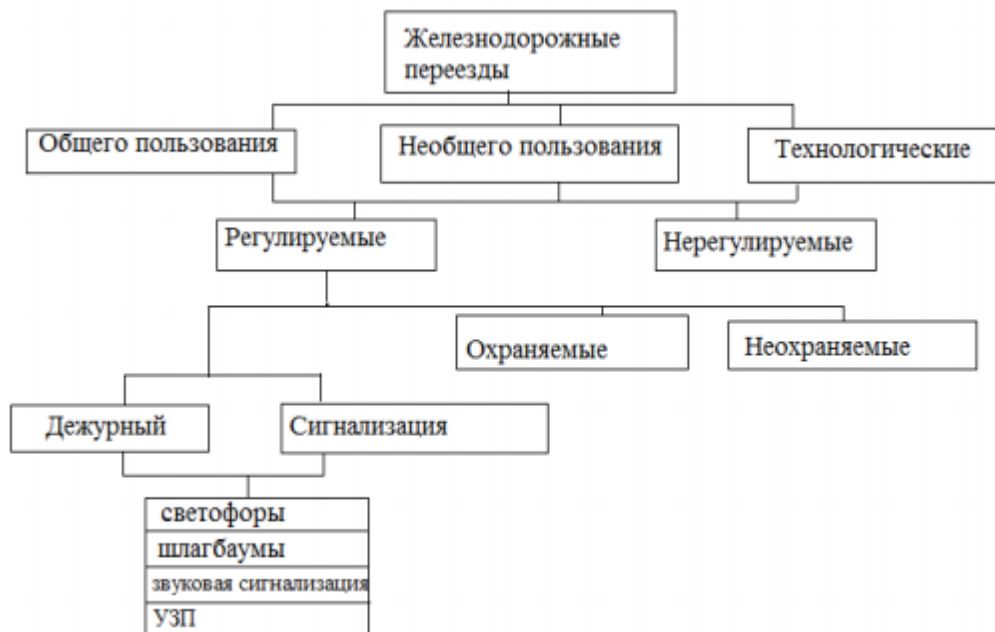 Железнодорожные
переезды
Общего пользования
Необщего пользования
Технологические
Регулируемые
Нерегулируемые
Охраняемые
Неохраняемые
Дежурный
Сигнализация
светофоры
шлагбаумы
звуковая сигнализация
УЗП